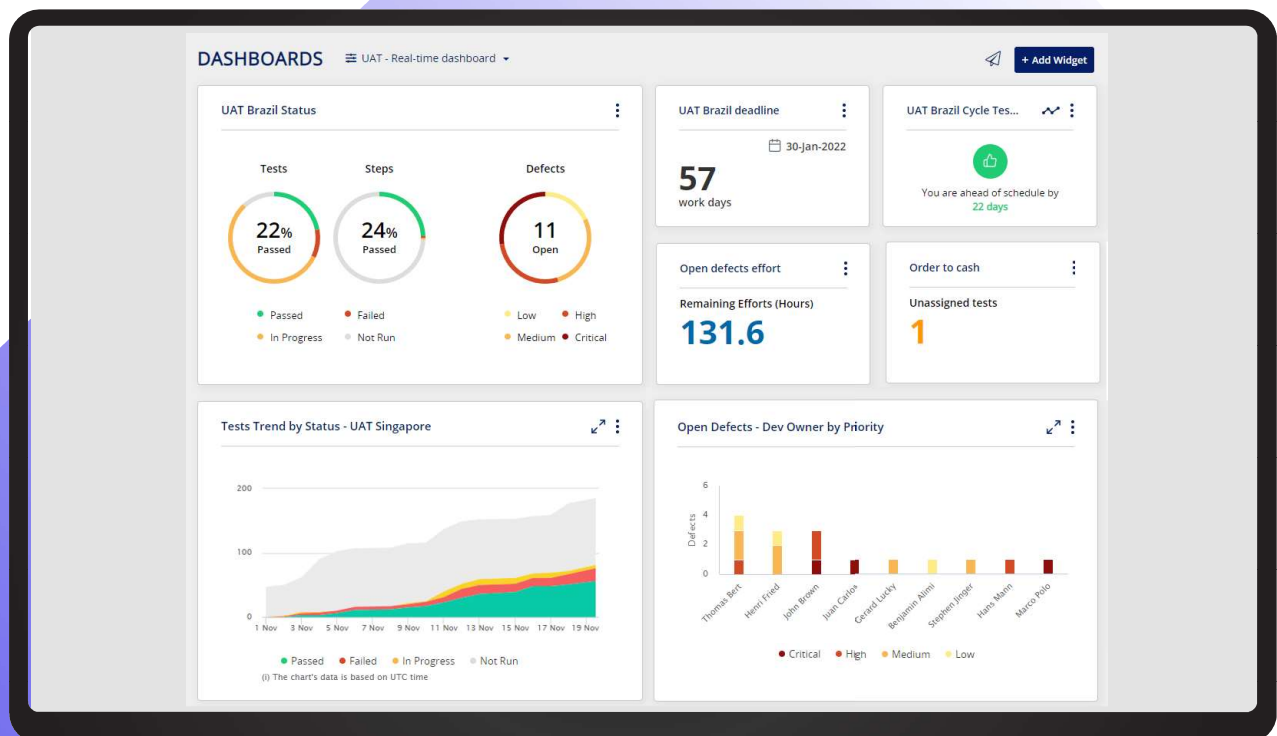 DASHBOARDS
UAT - Real-time dashboard
+ Add Widget
UAT Brazil Status
Tests
Steps
Defects
22%
Passed
24%
Passed
11
Open
Passed
Failed
In Progress
Not Run
Low
High
Medium
Critical
UAT Brazil deadline
30-Jan-2022
57
work days
UAT Brazil Cycle Tes...
You are ahead of schedule by
22 days
Open defects effort
Remaining Efforts (Hours)
131.6
Order to cash
Unassigned tests
1
Tests Trend by Status - UAT Singapore
200
100
0
1 Nov 3 Nov 5 Nov 7 Nov 9 Nov 11 Nov 13 Nov 15 Nov 17 Nov 19 Nov
Passed Failed In Progress Not Run
(i) The chart's data is based on UTC time
Open Defects - Dev Owner by Priority
Defects
6
4
2
0
Thomas Bert
Henri Fried
John Brown
Juan Carlos
Gerard Lucky
Benjamin Alimi
Stephen Jinger
Hans Mann
Marco Polo
Critical High Medium Low